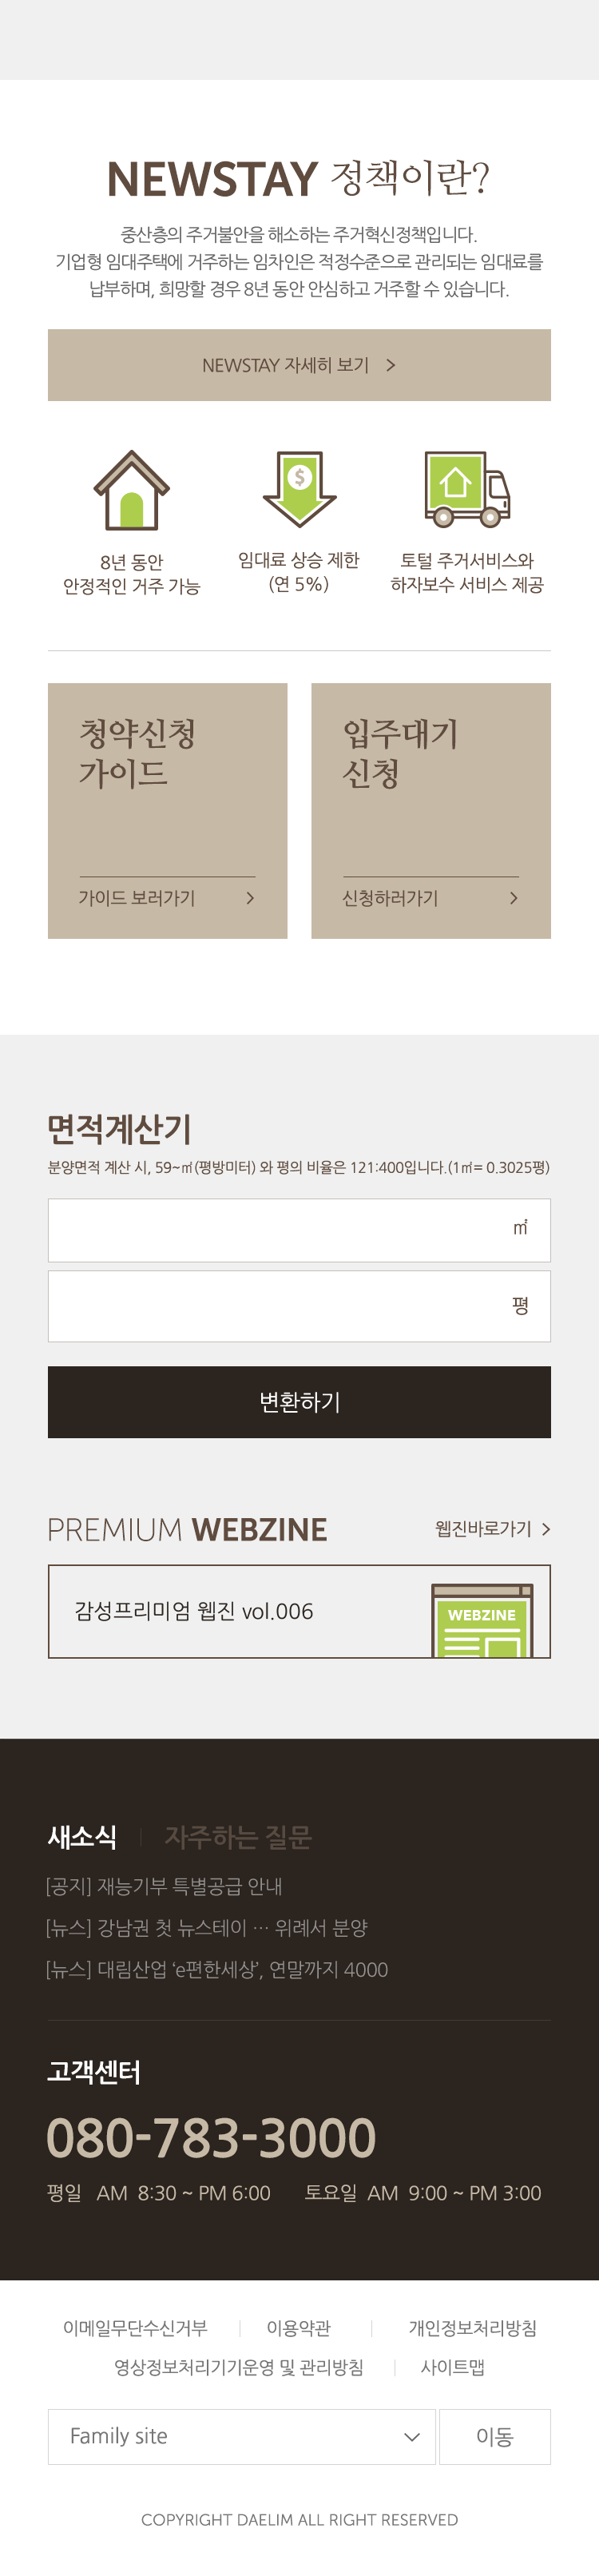 NEWSTAY 정책이란?
중산층의 주거불안을 해소하는 주거혁신정책입니다.
기업형 임대주택에 거주하는 임차인은 적정수준으로 관리되는 임대료를
납부하며, 희망할 경우 8년 동안 안심하고 거주할 수 있습니다.
NEWSTAY 자세히 보기 >
$
8년 동안
안정적인 거주 가능
임대료 상승 제한
(연 5%)
토털 주거서비스와
하자보수 서비스 제공
청약신청
가이드
가이드 보러가기 >
입주대기
신청
신청하러가기 >
면적계산기
분양면적 계산 시, 59~㎡(평방미터) 와 평의 비율은 121:400입니다.(1㎡= 0.3025평)
㎡
평
변환하기
PREMIUM WEBZINE
웹진바로가기 >
감성프리미엄 웹진 vol.006
WEBZINE
새소식 | 자주하는 질문
[공지] 재능기부 특별공급 안내
[뉴스] 강남권 첫 뉴스테이 … 위례서 분양
[뉴스] 대림산업 ‘e편한세상’, 연말까지 4000
고객센터
080-783-3000
평일 AM 8:30 ~ PM 6:00 토요일 AM 9:00 ~ PM 3:00
이메일무단수신거부 | 이용약관 | 개인정보처리방침
영상정보처리기기운영 및 관리방침 | 사이트맵
Family site
이동
COPYRIGHT DAELIM ALL RIGHT RESERVED